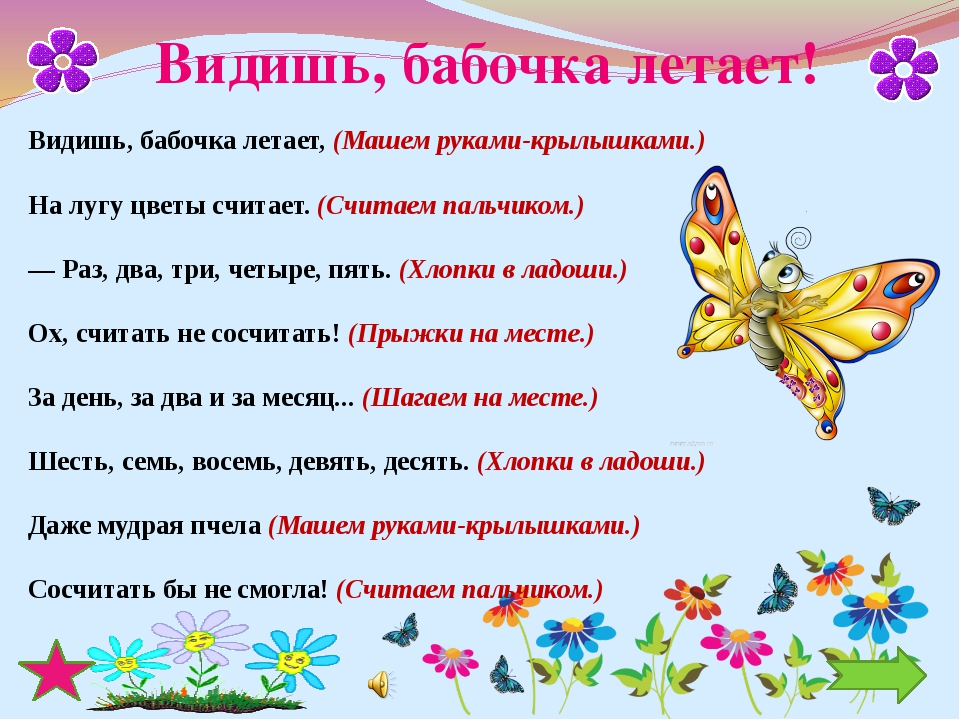 Видишь, бабочка летает!
Видишь, бабочка летает, (Машем руками-крылышками.)
На лугу цветы считает. (Считаем пальчиком.)
— Раз, два, три, четыре, пять. (Хлопки в ладоши.)
Ох, считать не сосчитать! (Прыжки на месте.)
За день, за два и за месяц... (Шагаем на месте.)
Шесть, семь, восемь, девять, десять. (Хлопки в ладоши.)
Даже мудрая пчела (Машем руками-крылышками.)
Сосчитать бы не смогла! (Считаем пальчиком.)